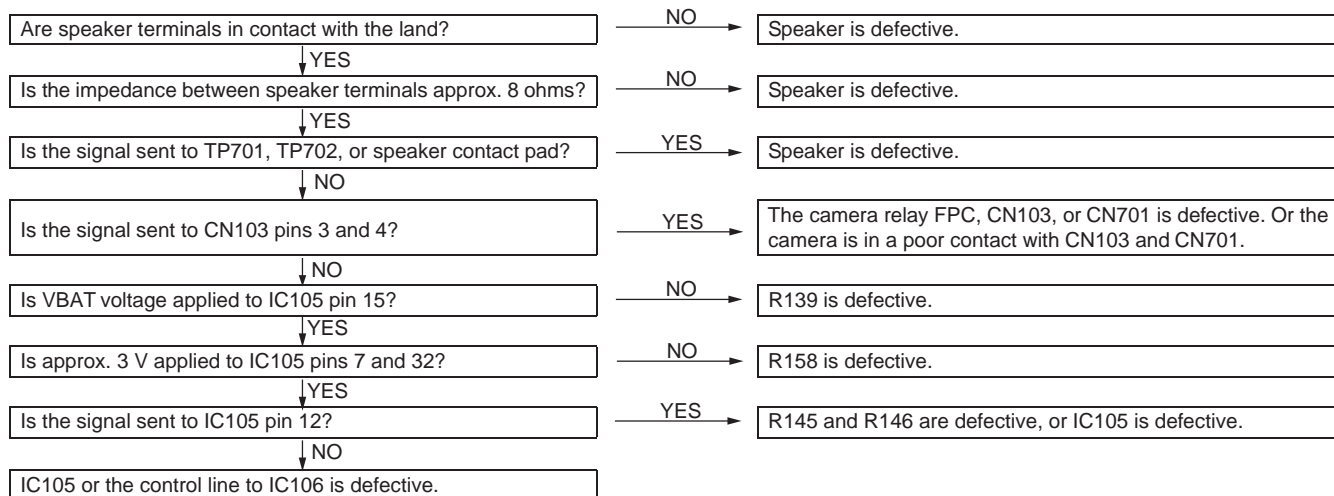 Are speaker terminals in contact with the land?
NO
Speaker is defective.
YES
Is the impedance between speaker terminals approx. 8 ohms?
NO
Speaker is defective.
YES
Is the signal sent to TP701, TP702, or speaker contact pad?
YES
Speaker is defective.
NO
Is the signal sent to CN103 pins 3 and 4?
YES
The camera relay FPC, CN103, or CN701 is defective. Or the
camera is in a poor contact with CN103 and CN701.
NO
Is VBAT voltage applied to IC105 pin 15?
NO
R139 is defective.
YES
Is approx. 3 V applied to IC105 pins 7 and 32?
NO
R158 is defective.
YES
Is the signal sent to IC105 pin 12?
YES
R145 and R146 are defective, or IC105 is defective.
NO
IC105 or the control line to IC106 is defective.